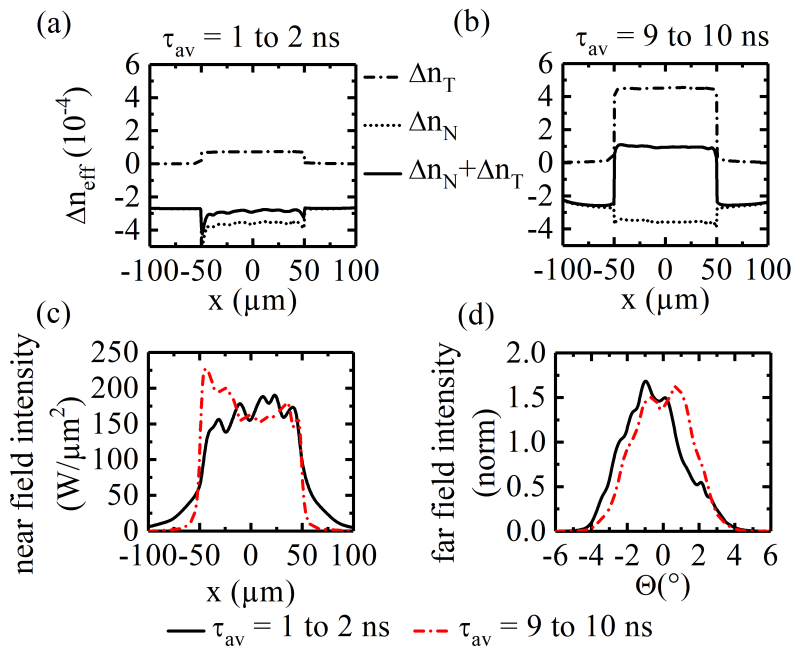 (a) τav = 1 to 2 ns
(b) τav = 9 to 10 ns
Δneff (10-4)
6
4
2
0
-2
-4
-100 -50 0 50 100
x (μm)
ΔnT
ΔnN
ΔnN+ΔnT
6
4
2
0
-2
-4
-100 -50 0 50 100
x (μm)
(c)
near field intensity
(W/μm2)
250
200
150
100
50
0
-100 -50 0 50 100
x (μm)
(d)
far field intensity
(norm)
2.0
1.5
1.0
0.5
0.0
-6 -4 -2 0 2 4 6
Θ(°)
τav = 1 to 2 ns τav = 9 to 10 ns